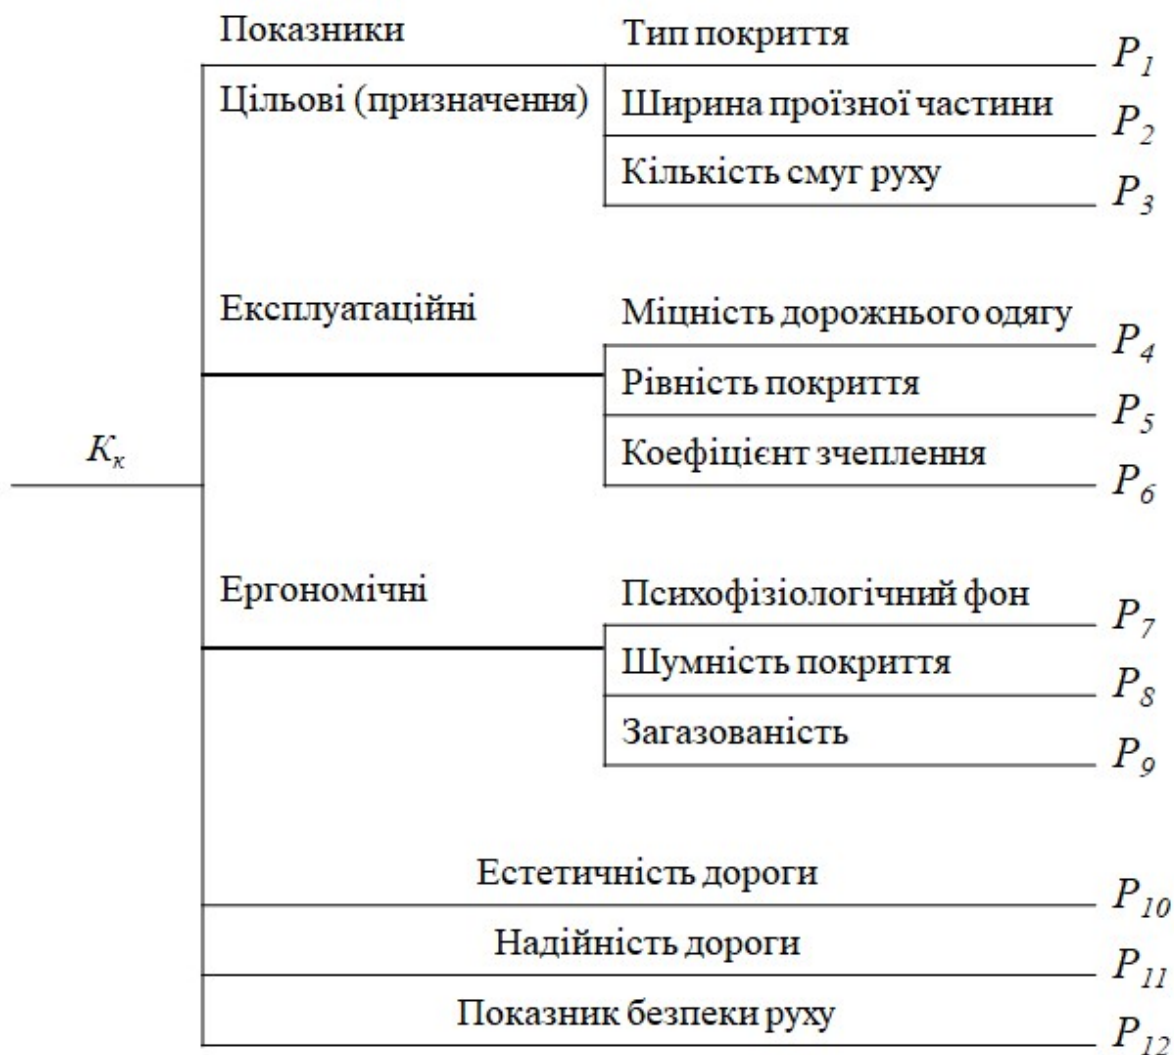 Показники
Тип покриття
P1
Цільові (призначення)
Ширина проїзної частини
P2
Кількість смуг руху
P3
Експлуатаційні
Міцність дорожнього одягу
P4
Рівність покриття
P5
Kк
Коефіцієнт зчеплення
P6
Ергономічні
Психофізіологічний фон
P7
Шумність покриття
P8
Загазованість
P9
Естетичність дороги
P10
Надійність дороги
P11
Показник безпеки руху
P12